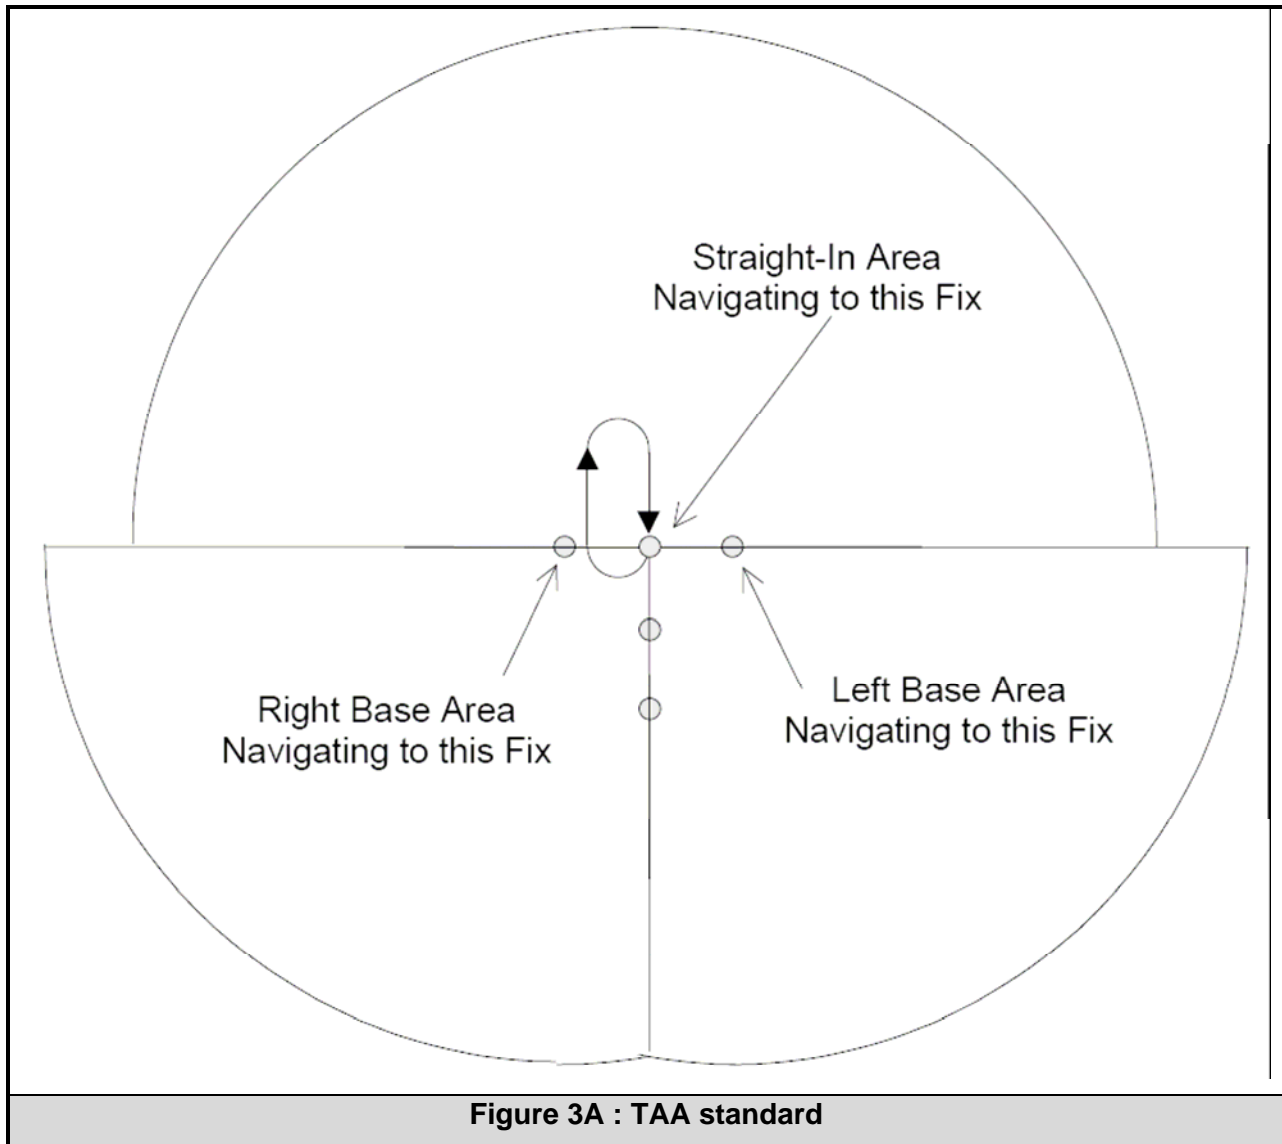 Straight-In Area
Navigating to this Fix
Right Base Area
Navigating to this Fix
Left Base Area
Navigating to this Fix
Figure 3A : TAA standard